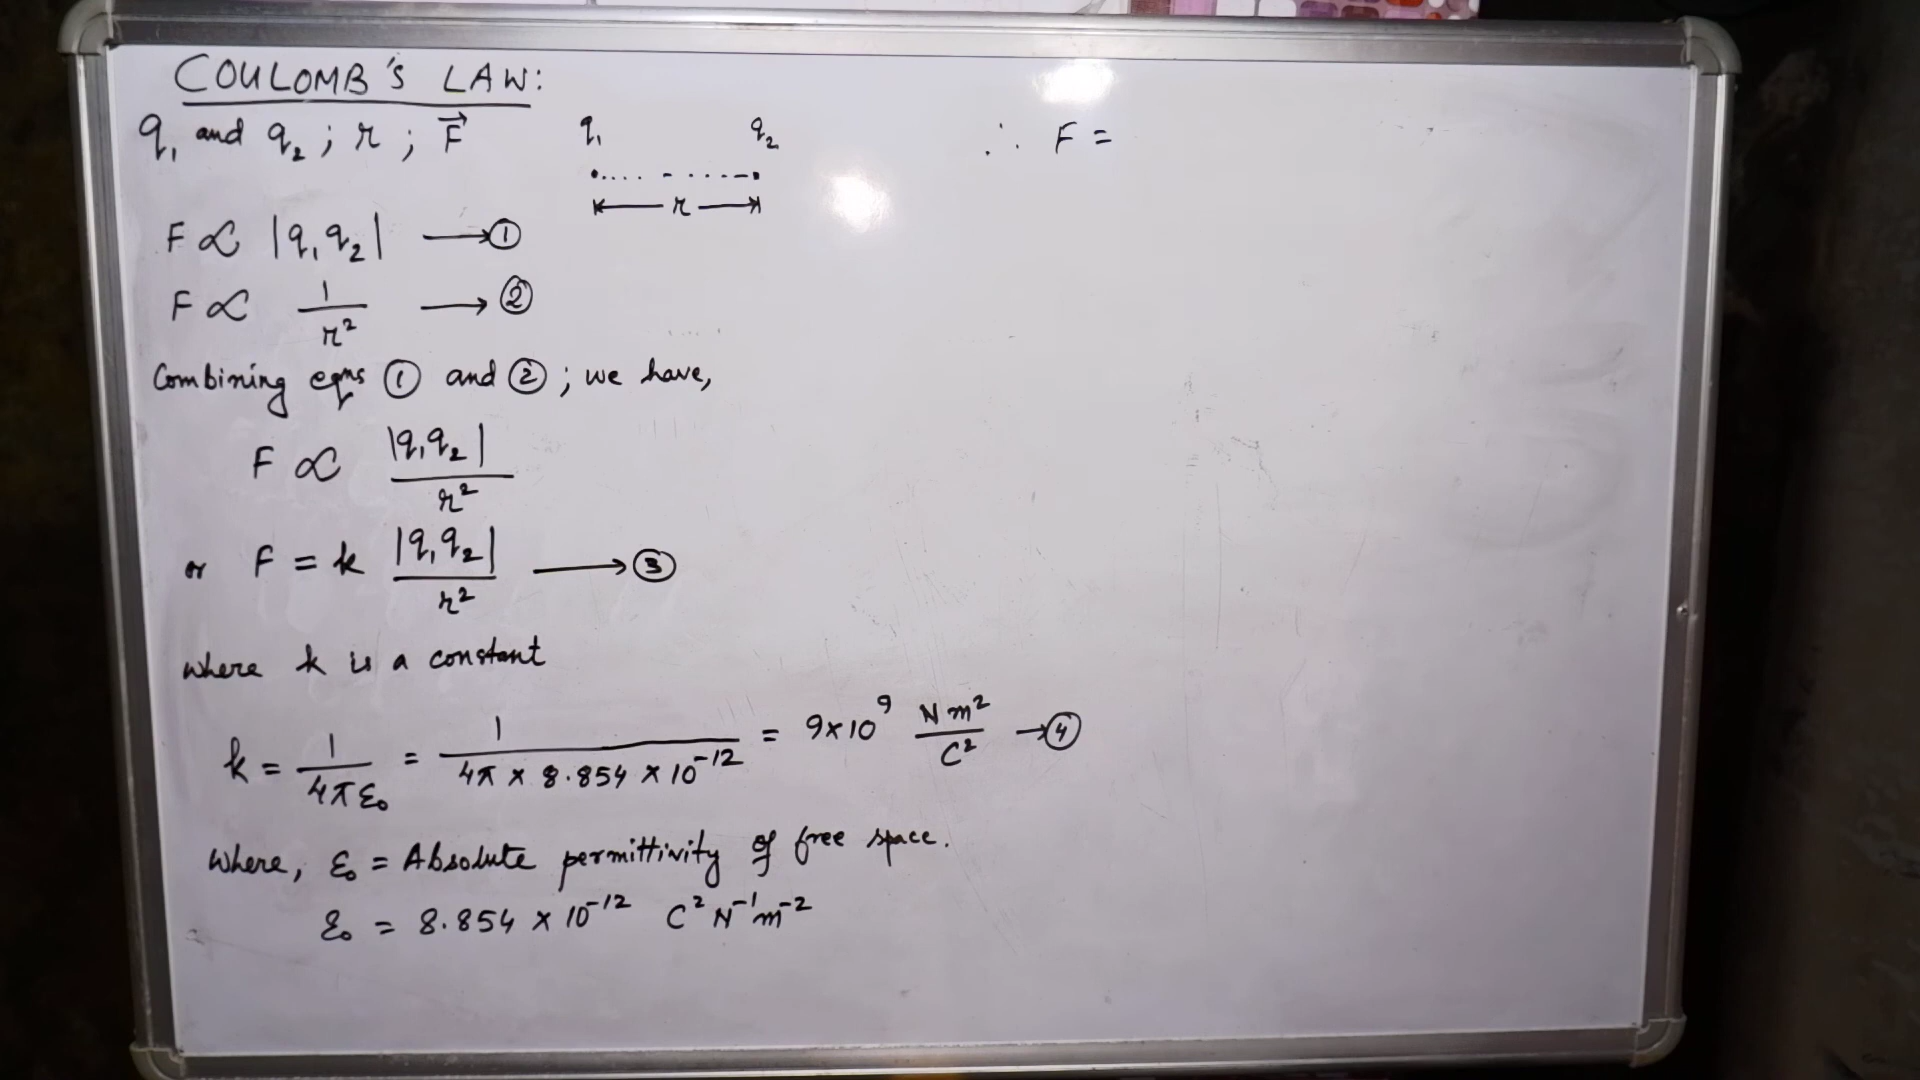 COULOMB'S LAW:
q₁ and q₂ ; r ; F⃗
q₁ q₂
r
F ∝ |q₁q₂| ⟶ ①
F ∝ 1/r² ⟶ ②
Combining eqns ① and ② ; we have,
F ∝ |q₁q₂|/r²
or F = k |q₁q₂|/r² ⟶ ③
where k is a constant
k = 1/4πε₀ = 1/4π × 8.854 × 10⁻¹² = 9×10⁹ Nm²/C² → ④
where, ε₀ = Absolute permittivity of free space.
ε₀ = 8.854 × 10⁻¹² C² N⁻¹ m⁻²
∴ F =